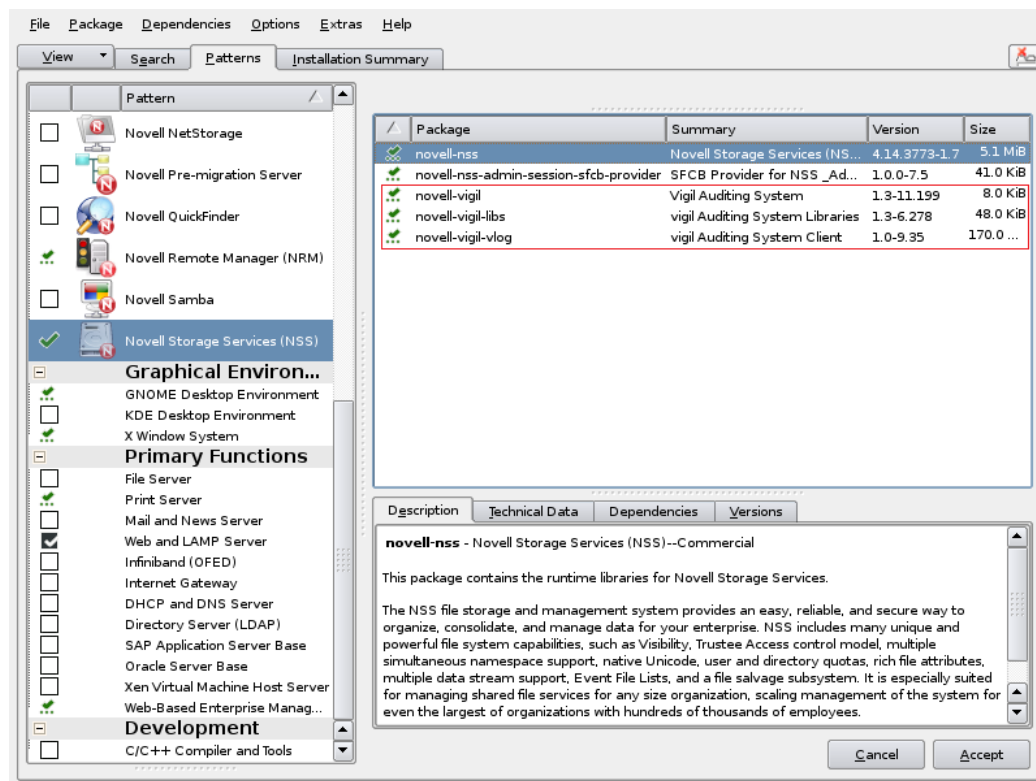 File Package Dependencies Options Extras Help
View Search Patterns Installation Summary
Pattern
Novell NetStorage
Novell Pre-migration Server
Novell QuickFinder
Novell Remote Manager (NRM)
Novell Samba
Novell Storage Services (NSS)
Graphical Environ...
GNOME Desktop Environment
KDE Desktop Environment
X Window System
Primary Functions
File Server
Print Server
Mail and News Server
Web and LAMP Server
Infiniband (OFED)
Internet Gateway
DHCP and DNS Server
Directory Server (LDAP)
SAP Application Server Base
Oracle Server Base
Xen Virtual Machine Host Server
Web-Based Enterprise Manag...
Development
C/C++ Compiler and Tools
Package Summary Version Size
novell-nss Novell Storage Services (NS... 4.14.3773-1.7 5.1 MiB
novell-nss-admin-session-sfcb-provider SFCB Provider for NSS _Ad... 1.0.0-7.5 41.0 KiB
novell-vigil Vigil Auditing System 1.3-11.199 8.0 KiB
novell-vigil-libs vigil Auditing System Libraries 1.3-6.278 48.0 KiB
novell-vigil-vlog vigil Auditing System Client 1.0-9.35 170.0 ...
Description Technical Data Dependencies Versions
novell-nss - Novell Storage Services (NSS)--Commercial
This package contains the runtime libraries for Novell Storage Services.
The NSS file storage and management system provides an easy, reliable, and secure way to
organize, consolidate, and manage data for your enterprise. NSS includes many unique and
powerful file system capabilities, such as Visibility, Trustee Access control model, multiple
simultaneous namespace support, native Unicode, user and directory quotas, rich file attributes,
multiple data stream support, Event File Lists, and a file salvage subsystem. It is especially suited
for managing shared file services for any size organization, scaling management of the system for
even the largest of organizations with hundreds of thousands of employees.
Cancel Accept